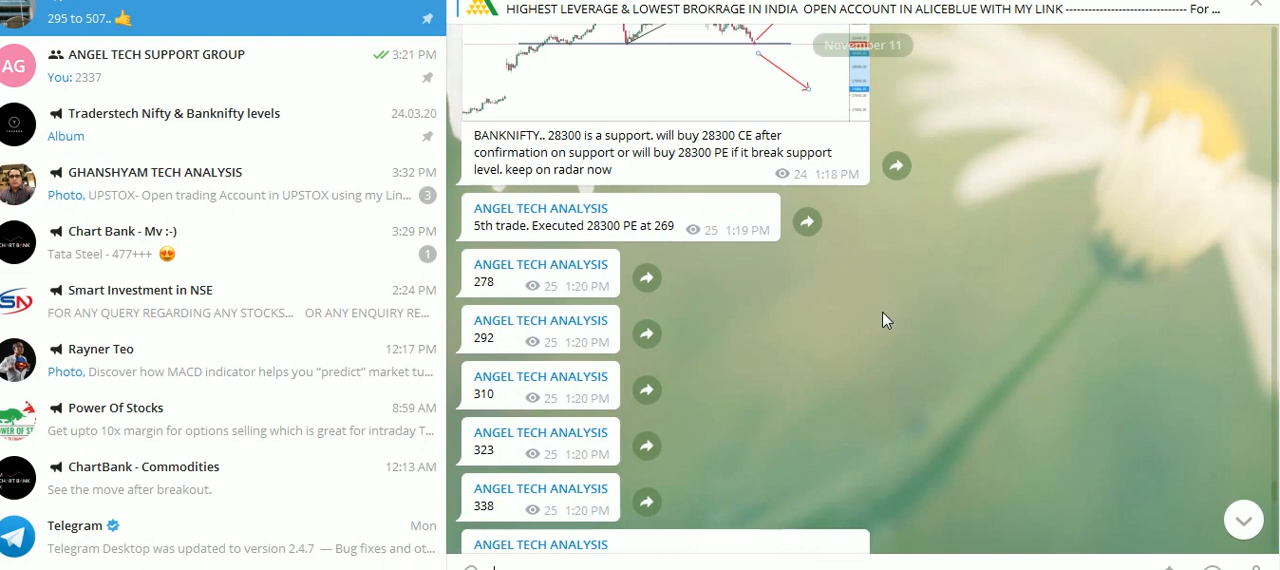 295 to 507..
AG
ANGEL TECH SUPPORT GROUP
3:21 PM
You: 2337
Traderstech Nifty & Banknifty levels
24.03.20
Album
GHANSHYAM TECH ANALYSIS
3:32 PM
Photo, UPSTOX- Open trading Account in UPSTOX using my Lin...
3
Chart Bank - Mv :-)
3:29 PM
Tata Steel - 477+++
1
Smart Investment in NSE
2:24 PM
FOR ANY QUERY REGARDING ANY STOCKS... OR ANY ENQUIRY RE...
Rayner Teo
12:17 PM
Photo, Discover how MACD indicator helps you “predict” market tu...
Power Of Stocks
8:59 AM
Get upto 10x margin for options selling which is great for intraday T...
ChartBank - Commodities
12:13 AM
See the move after breakout.
Telegram
Mon
Telegram Desktop was updated to version 2.4.7 — Bug fixes and ot...
HIGHEST LEVERAGE & LOWEST BROKRAGE IN INDIA OPEN ACCOUNT IN ALICEBLUE WITH MY LINK ------------------------------- For ...
November 11
BANKNIFTY.. 28300 is a support. will buy 28300 CE after
confirmation on support or will buy 28300 PE if it break support
level. keep on radar now
24 1:18 PM
ANGEL TECH ANALYSIS
5th trade. Executed 28300 PE at 269
25 1:19 PM
ANGEL TECH ANALYSIS
278
25 1:20 PM
ANGEL TECH ANALYSIS
292
25 1:20 PM
ANGEL TECH ANALYSIS
310
25 1:20 PM
ANGEL TECH ANALYSIS
323
25 1:20 PM
ANGEL TECH ANALYSIS
338
25 1:20 PM
ANGEL TECH ANALYSIS